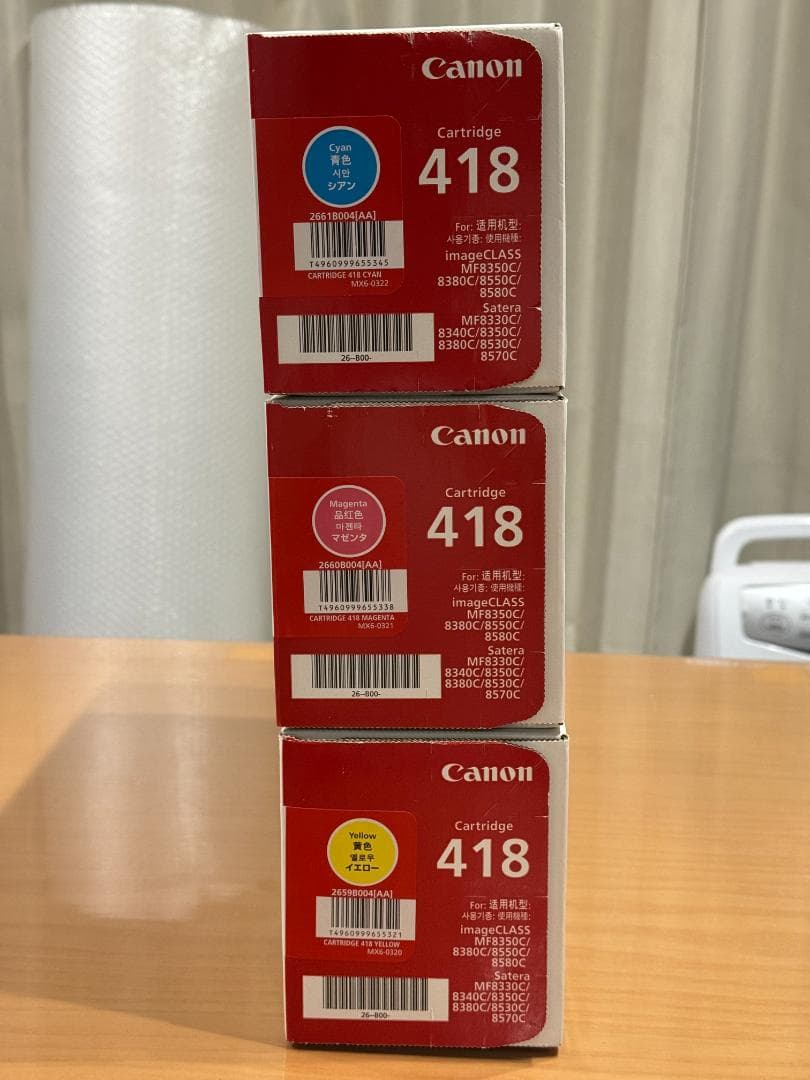 Canon
Cartridge
418
Cyan
青色
시안
シアン
2661B004[AA]
T4960999655345
CARTRIDGE 418 CYAN
MX6-0322
For: 适用机型:
사용기종: 使用機種:
imageCLASS
MF8350C/
8380C/8550C/
8580C
Satera
MF8330C/
8340C/8350C/
8380C/8530C/
8570C
26--B00-
Canon
Cartridge
418
Magenta
品红色
마젠타
マゼンタ
2660B004[AA]
T4960999655338
CARTRIDGE 418 MAGENTA
MX6-0321
For: 适用机型:
사용기종: 使用機種:
imageCLASS
MF8350C/
8380C/8550C/
8580C
Satera
MF8330C/
8340C/8350C/
8380C/8530C/
8570C
26--B00-
Canon
Cartridge
418
Yellow
黄色
옐로우
イエロー
2659B004[AA]
T4960999655321
CARTRIDGE 418 YELLOW
MX6-0320
For: 适用机型:
사용기종: 使用機種:
imageCLASS
MF8350C/
8380C/8550C/
8580C
Satera
MF8330C/
8340C/8350C/
8380C/8530C/
8570C
26--B00-